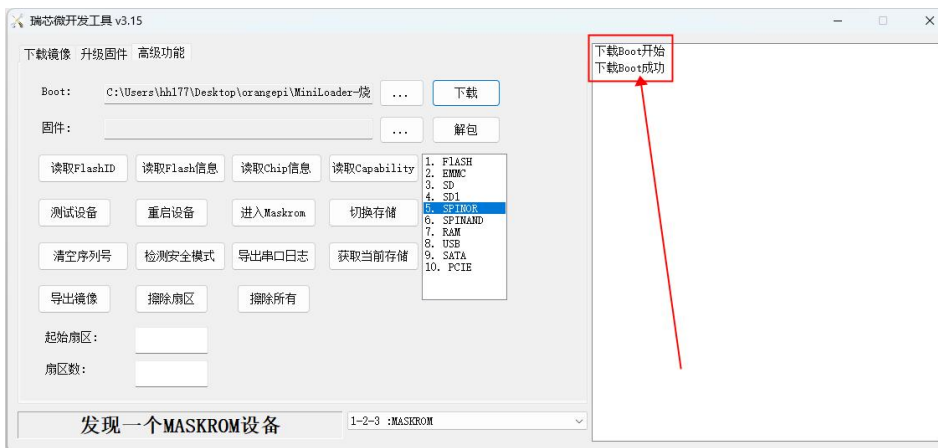 瑞芯微开发工具 v3.15
下载镜像 升级固件 高级功能
Boot: C:\Users\hh177\Desktop\orangepi\MiniLoader-烧 ... 下载
固件: ... 解包
读取FlashID 读取Flash信息 读取Chip信息 读取Capability
测试设备 重启设备 进入Maskrom 切换存储
清空序列号 检测安全模式 导出串口日志 获取当前存储
导出镜像 擦除扇区 擦除所有
1. FlASH
2. EMMC
3. SD
4. SD1
5. SPINOR
6. SPINAND
7. RAM
8. USB
9. SATA
10. PCIE
起始扇区:
扇区数:
发现一个MASKROM设备 1-2-3 :MASKROM
下载Boot开始
下载Boot成功